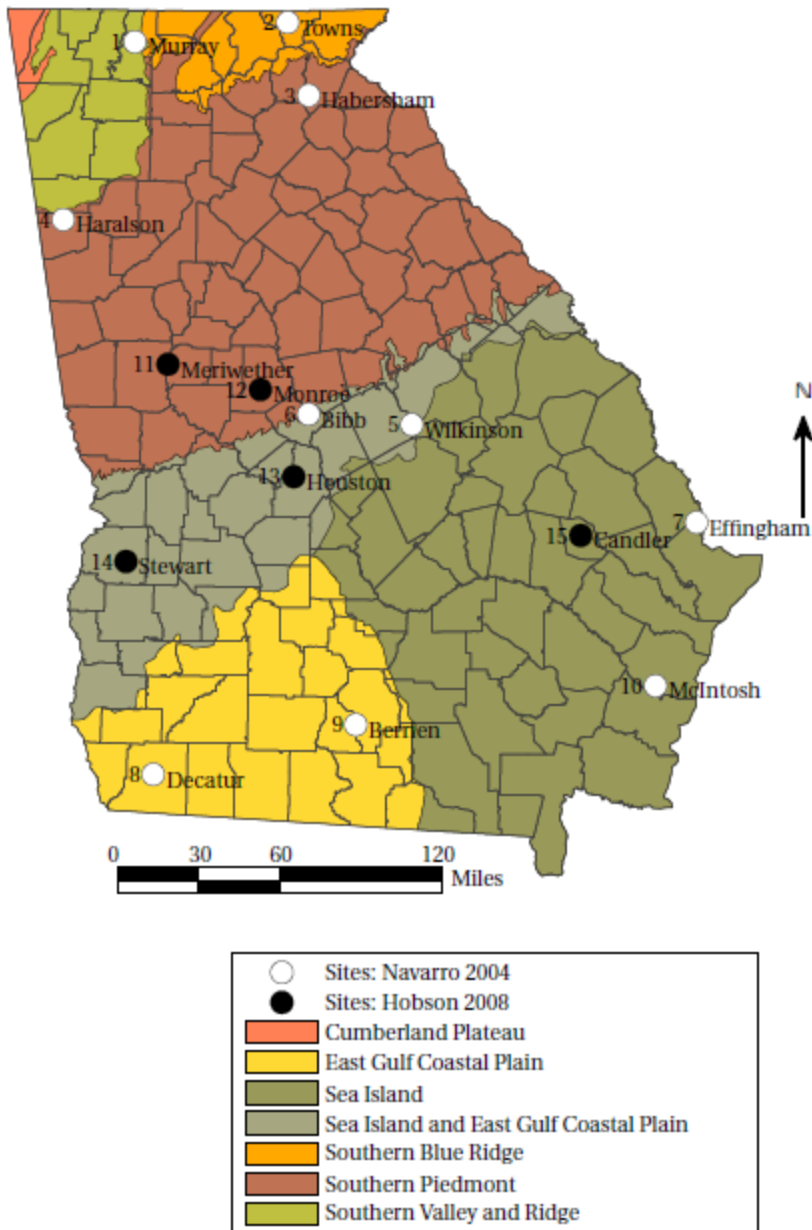 2 Towns
1 Murray
3 Habersham
4 Haralson
11 Meriwether
12 Monroe
6 Bibb
5 Wilkinson
N
13 Houston
7 Effingham
15 Candler
14 Stewart
10 McIntosh
9 Berrien
8 Decatur
0 30 60 120
Miles
Sites: Navarro 2004
Sites: Hobson 2008
Cumberland Plateau
East Gulf Coastal Plain
Sea Island
Sea Island and East Gulf Coastal Plain
Southern Blue Ridge
Southern Piedmont
Southern Valley and Ridge